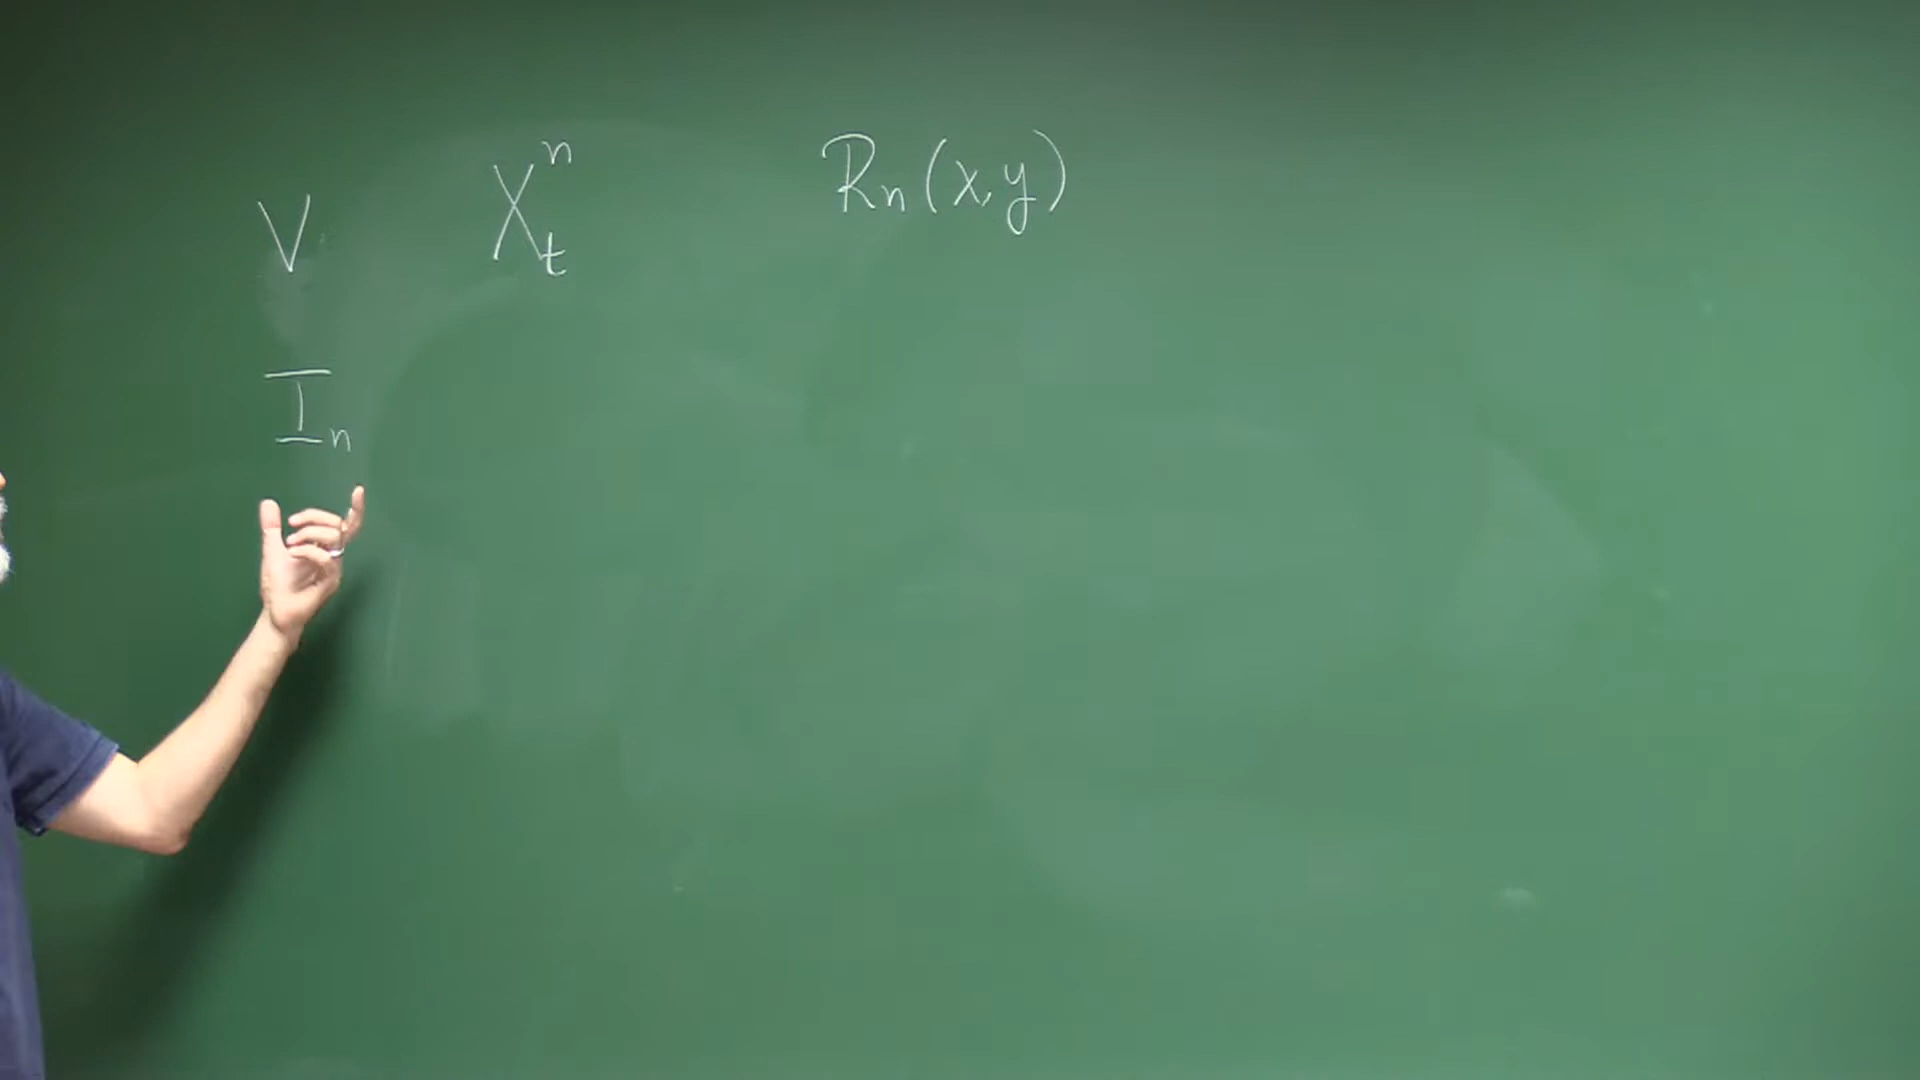 V X_t^n R_n(x,y)
I_n